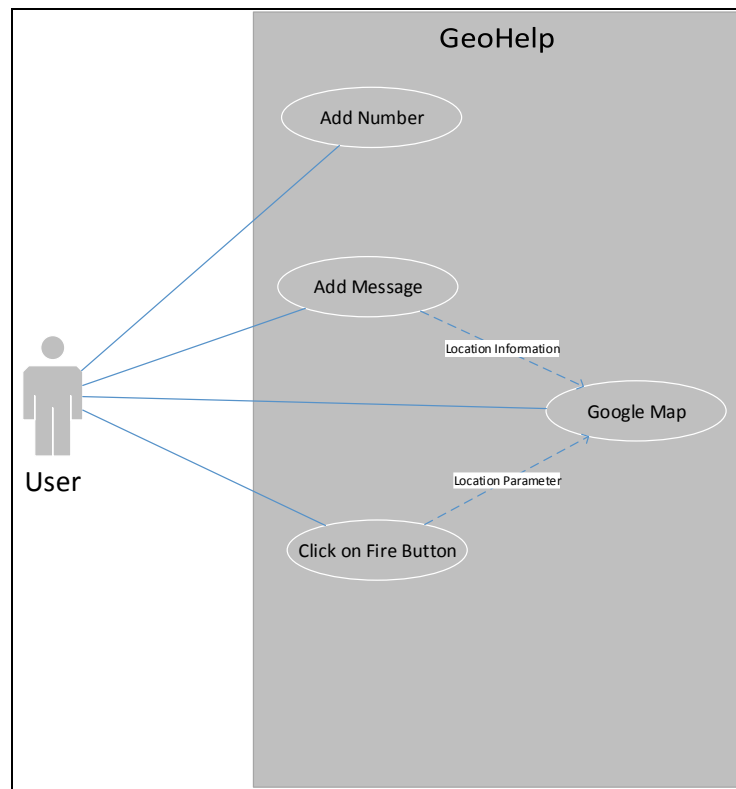 GeoHelp
Add Number
Add Message
Location Information
Google Map
Location Parameter
User
Click on Fire Button